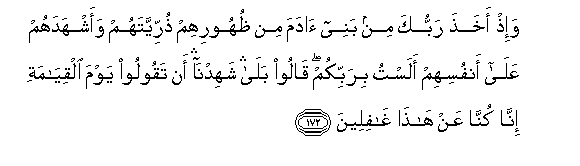 وَإِذْ أَخَذَ رَبُّكَ مِنۢ بَنِىٓ ءَادَمَ مِن ظُهُورِهِمْ ذُرِّيَّتَهُمْ وَأَشْهَدَهُمْ
عَلَىٰٓ أَنفُسِهِمْ أَلَسْتُ بِرَبِّكُمْ ۖ قَالُوا۟ بَلَىٰ ۛ شَهِدْنَآ ۛ أَن تَقُولُوا۟ يَوْمَ ٱلْقِيَـٰمَةِ
إِنَّا كُنَّا عَنْ هَـٰذَا غَـٰفِلِينَ ١٧٢